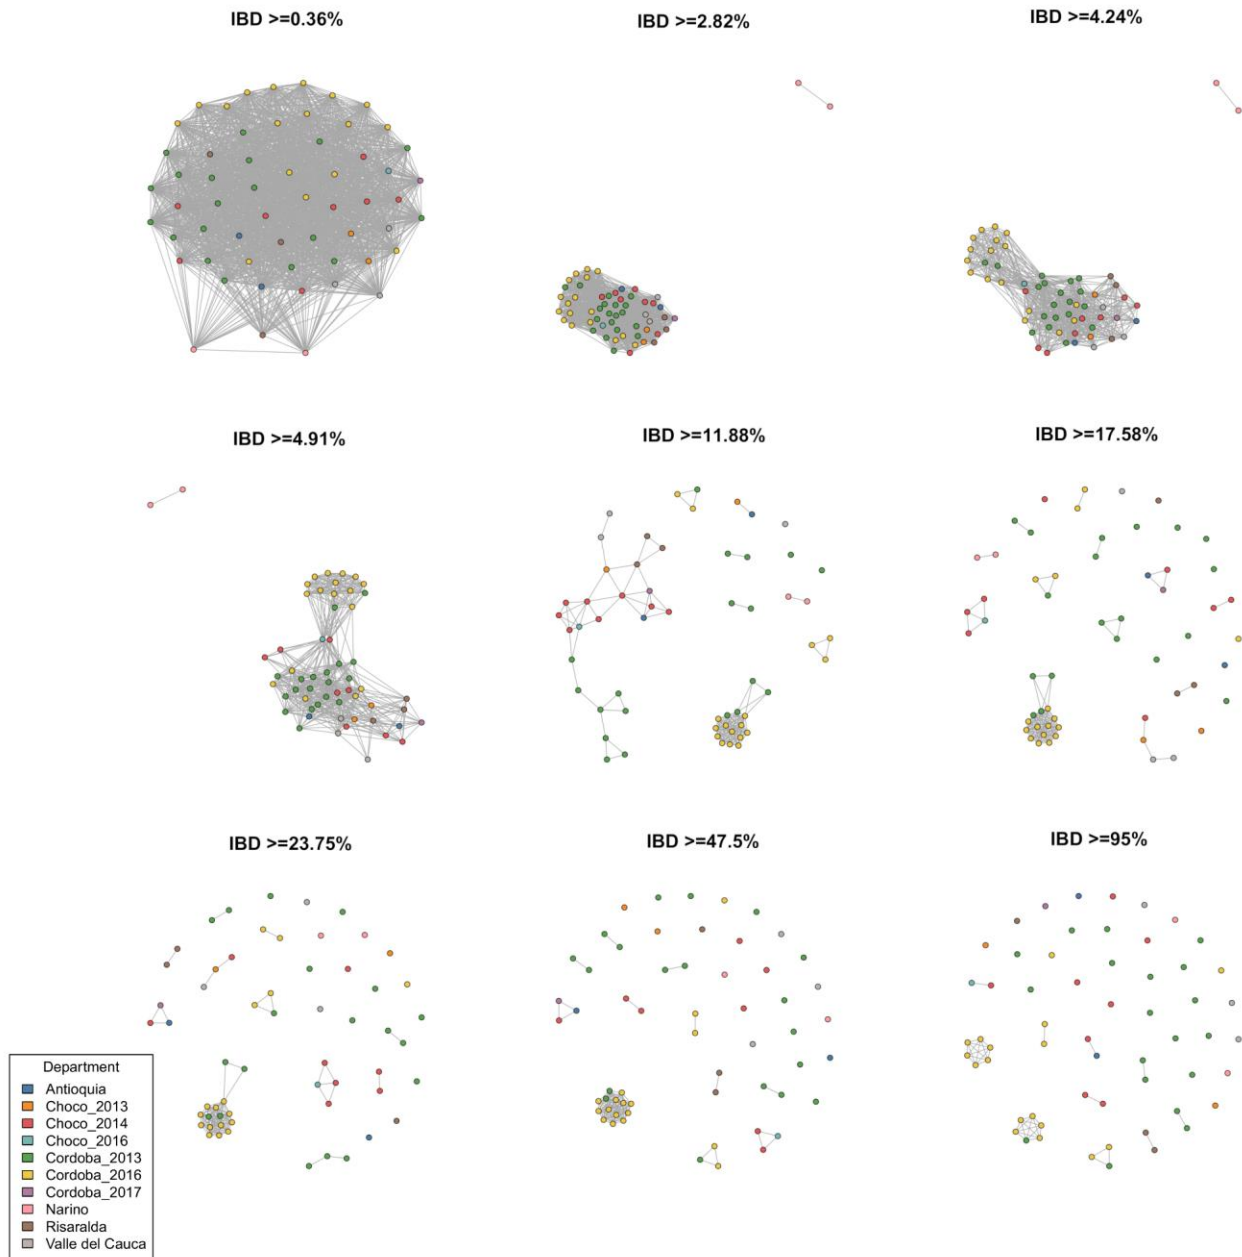 IBD >=0.36%
IBD >=2.82%
IBD >=4.24%
IBD >=4.91%
IBD >=11.88%
IBD >=17.58%
IBD >=23.75%
IBD >=47.5%
IBD >=95%
Department
Antioquia
Choco_2013
Choco_2014
Choco_2016
Cordoba_2013
Cordoba_2016
Cordoba_2017
Narino
Risaralda
Valle del Cauca